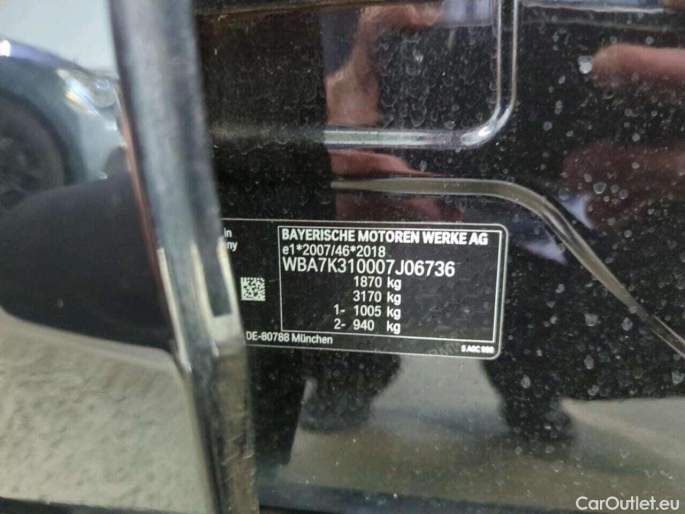 in
BAYERISCHE MOTOREN WERKE AG
e1*2007/46*2018
WBA7K310007J06736
1870 kg
3170 kg
1- 1005 kg
2- 940 kg
DE-80788 München
CarOutlet.eu